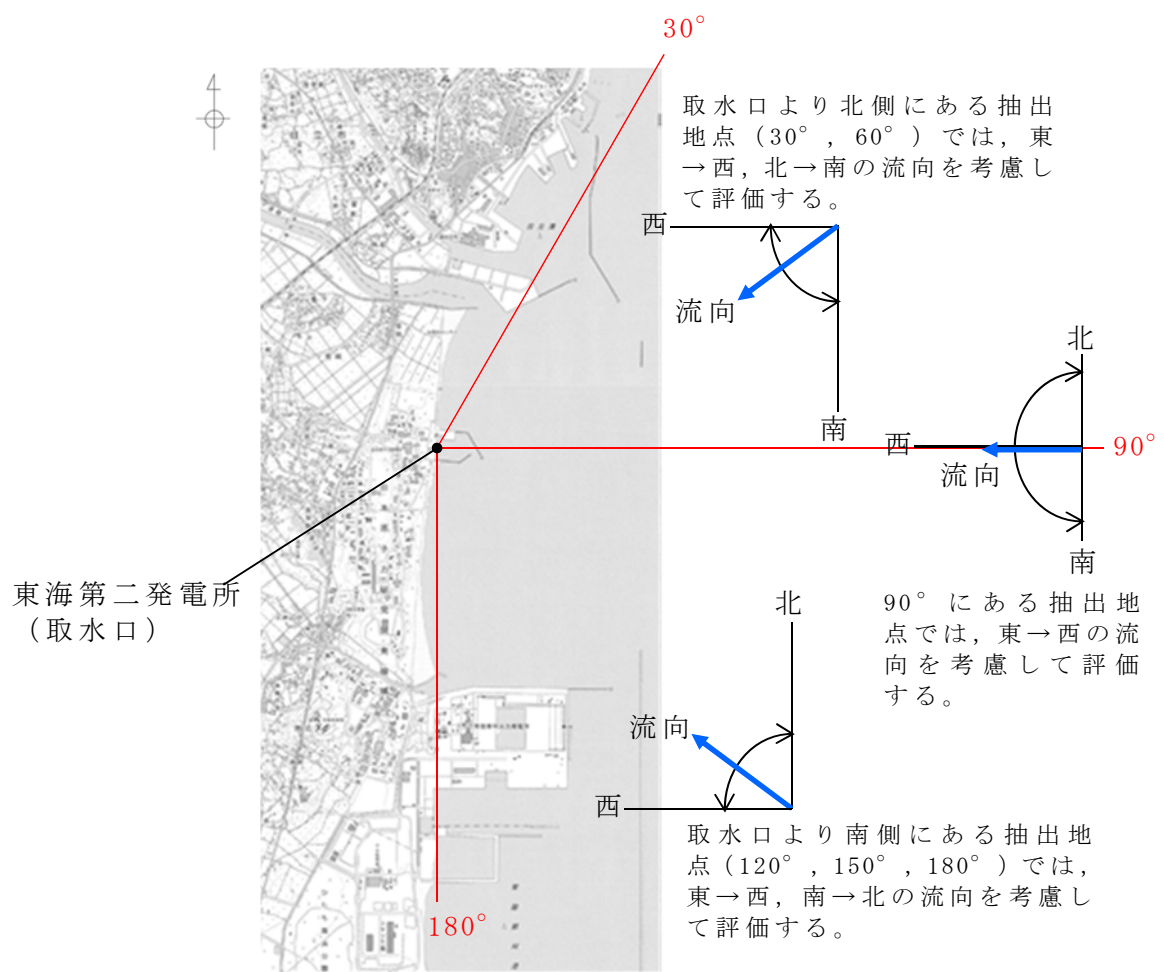 30°
取水口より北側にある抽出
地点（30°，60°）では，東
→西，北→南の流向を考慮し
て評価する。
西
流向
南
北
西
流向
90°
南
東海第二発電所
（取水口）
90°にある抽出地
点では，東→西の流
向を考慮して評価
する。
北
流向
西
取水口より南側にある抽出地
点（120°，150°，180°）では，
東→西，南→北の流向を考慮し
て評価する。
180°